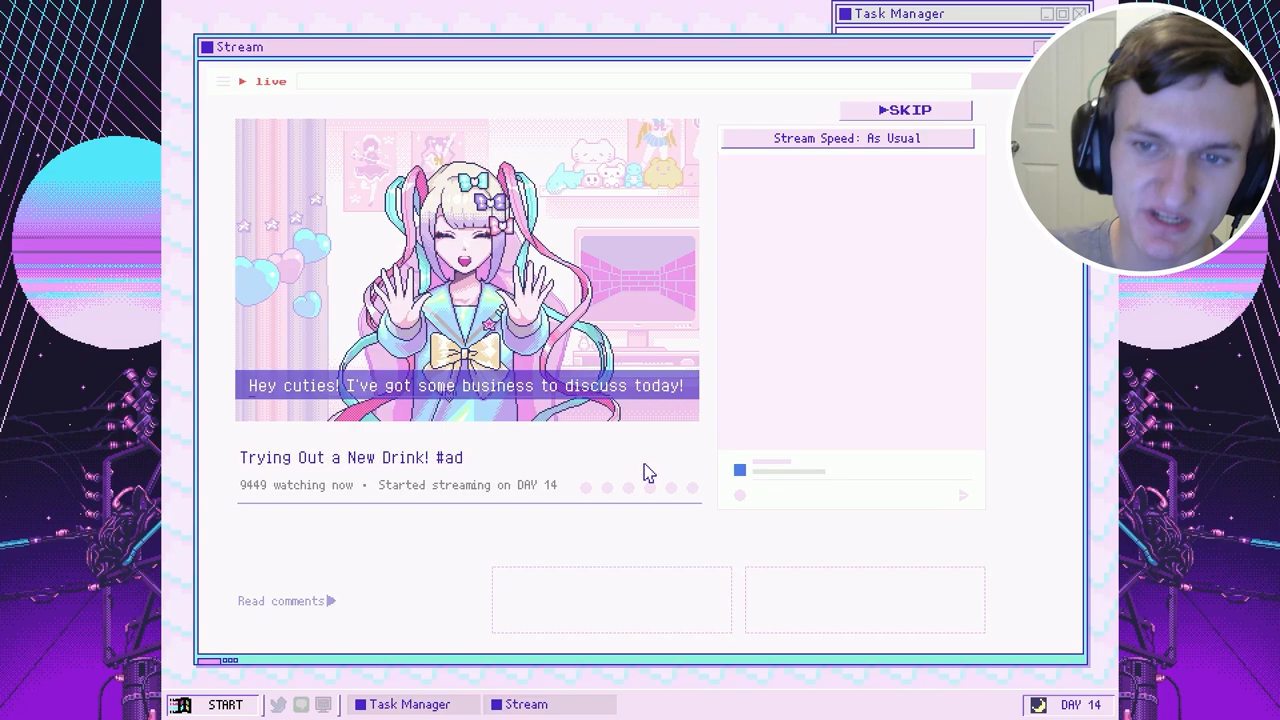 Task Manager
Stream
live
SKIP
Stream Speed: As Usual
Hey cuties! I've got some business to discuss today!
Trying Out a New Drink! #ad
9449 watching now • Started streaming on DAY 14
Read comments
START
Task Manager
Stream
DAY 14